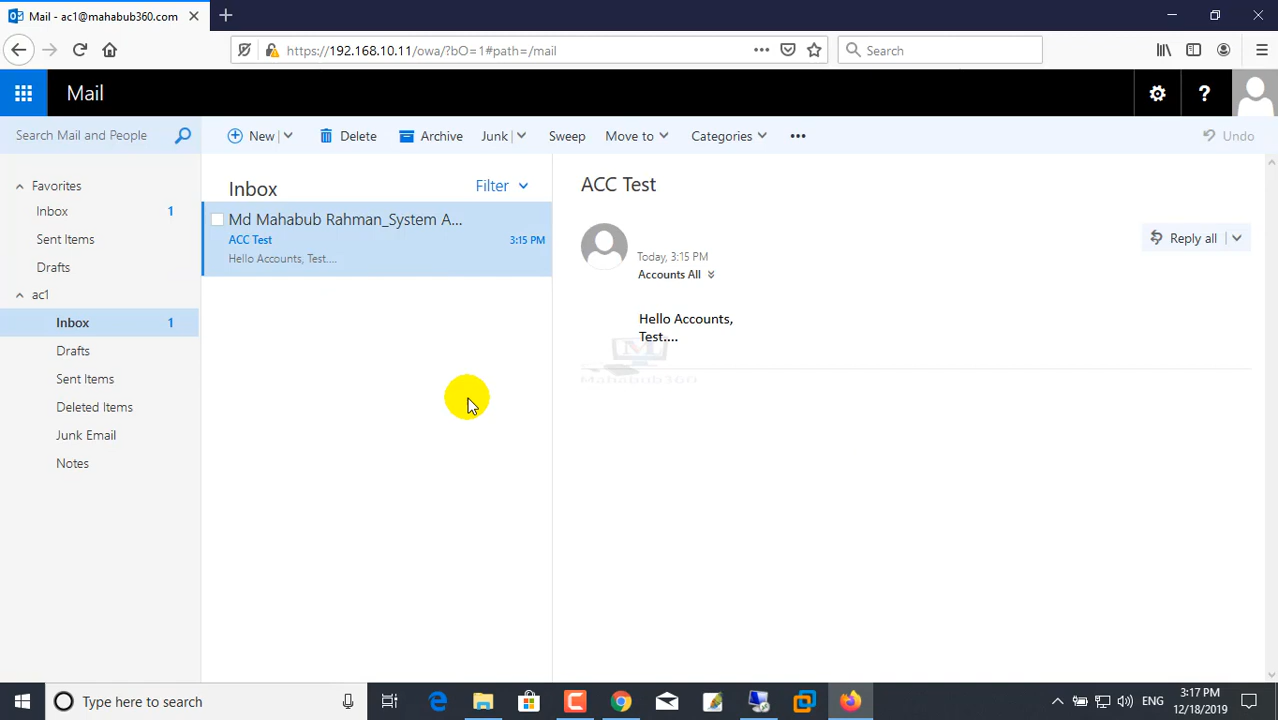 Mail - ac1@mahabub360.com
https://192.168.10.11/owa/?bO=1#path=/mail
Search
Mail
?
Search Mail and People
New
Delete
Archive
Junk
Sweep
Move to
Categories
Undo
Favorites
Inbox 1
Sent Items
Drafts
ac1
Inbox 1
Drafts
Sent Items
Deleted Items
Junk Email
Notes
Inbox
Filter
Md Mahabub Rahman_System A...
ACC Test 3:15 PM
Hello Accounts, Test....
ACC Test
Reply all
Today, 3:15 PM
Accounts All
Hello Accounts,
Test....
Mahabub360
Type here to search
ENG
3:17 PM
12/18/2019